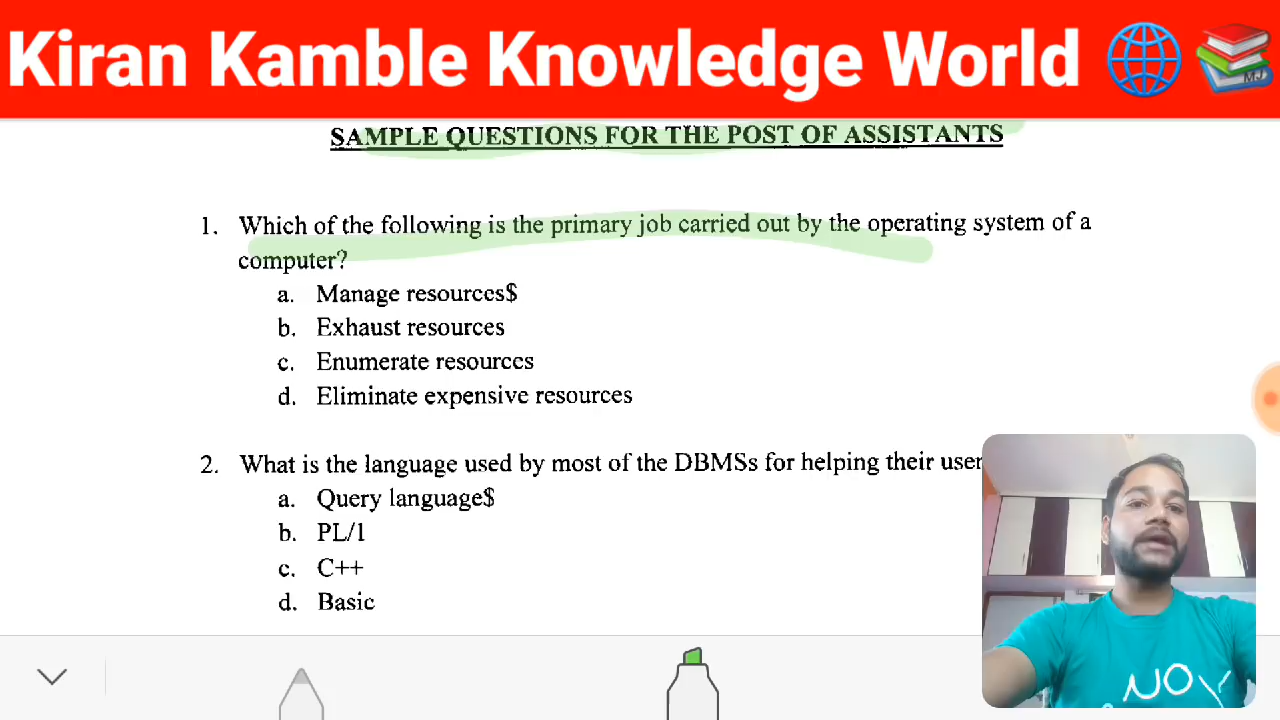 Kiran Kamble Knowledge World
MJ
SAMPLE QUESTIONS FOR THE POST OF ASSISTANTS
1. Which of the following is the primary job carried out by the operating system of a
computer?
a. Manage resources$
b. Exhaust resources
c. Enumerate resources
d. Eliminate expensive resources
2. What is the language used by most of the DBMSs for helping their user
a. Query language$
b. PL/1
c. C++
d. Basic
NOV